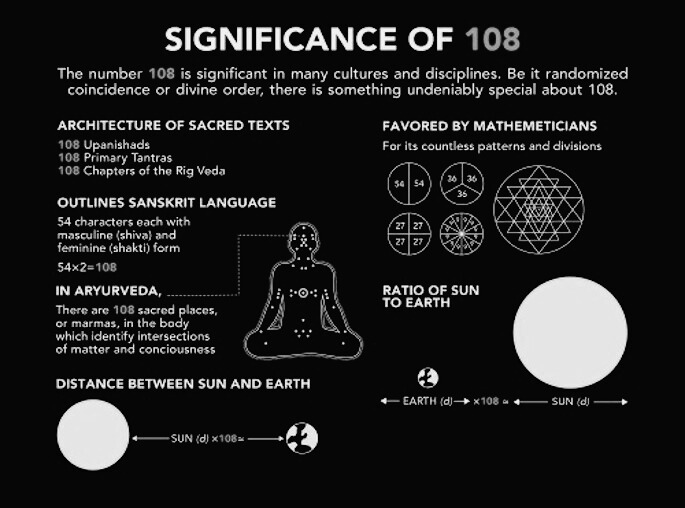 SIGNIFICANCE OF 108
The number 108 is significant in many cultures and disciplines. Be it randomized
coincidence or divine order, there is something undeniably special about 108.
ARCHITECTURE OF SACRED TEXTS
108 Upanishads
108 Primary Tantras
108 Chapters of the Rig Veda
OUTLINES SANSKRIT LANGUAGE
54 characters each with
masculine (shiva) and
feminine (shakti) form
54x2=108
IN ARYURVEDA,
There are 108 sacred places,
or marmas, in the body
which identify intersections
of matter and conciousness
DISTANCE BETWEEN SUN AND EARTH
SUN (d) ×108≃
FAVORED BY MATHEMETICIANS
For its countless patterns and divisions
54 54
36 36
36
27 27
27 27
RATIO OF SUN
TO EARTH
EARTH (d) ×108 ≃ SUN (d)